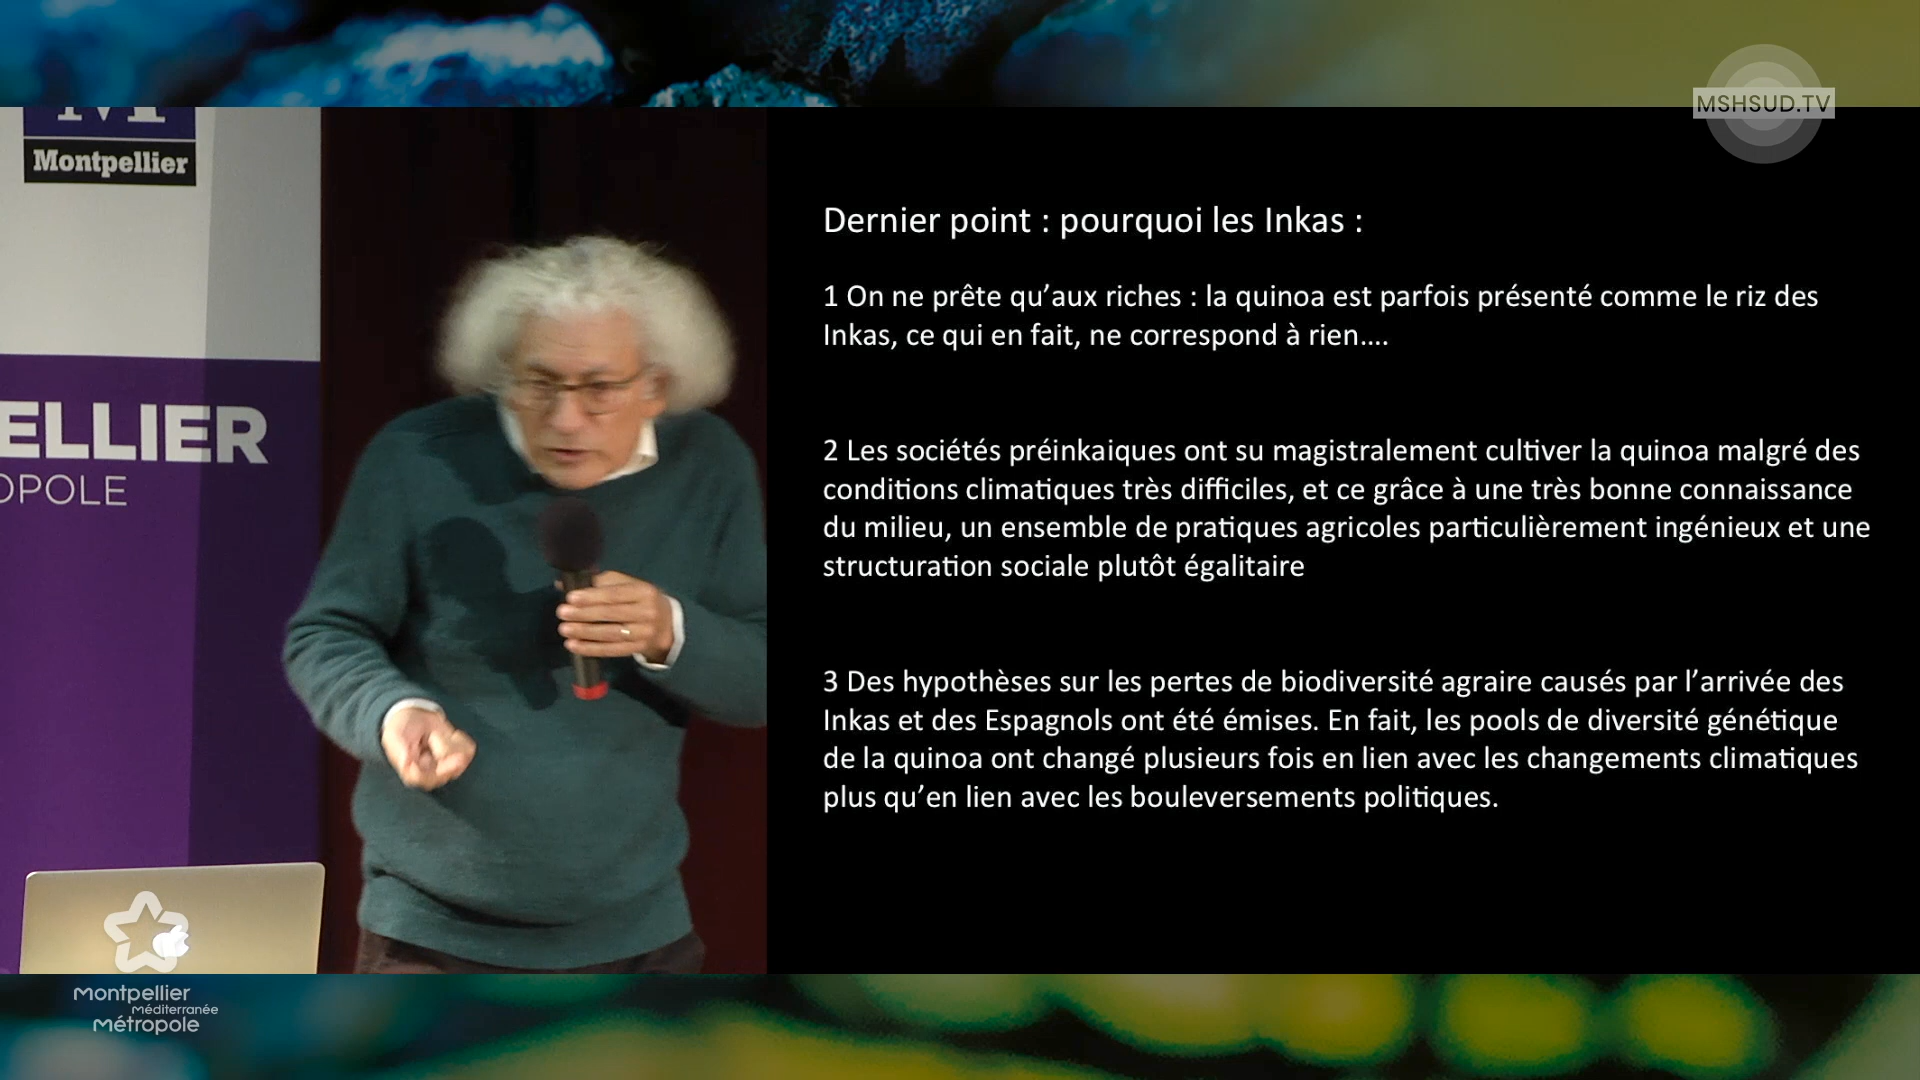 MSHSUD.TV
Montpellier
ELLIER
OPOLE
Dernier point : pourquoi les Inkas :
1 On ne prête qu’aux riches : la quinoa est parfois présenté comme le riz des
Inkas, ce qui en fait, ne correspond à rien....
2 Les sociétés préinkaiques ont su magistralement cultiver la quinoa malgré des
conditions climatiques très difficiles, et ce grâce à une très bonne connaissance
du milieu, un ensemble de pratiques agricoles particulièrement ingénieux et une
structuration sociale plutôt égalitaire
3 Des hypothèses sur les pertes de biodiversité agraire causés par l’arrivée des
Inkas et des Espagnols ont été émises. En fait, les pools de diversité génétique
de la quinoa ont changé plusieurs fois en lien avec les changements climatiques
plus qu’en lien avec les bouleversements politiques.
montpellier
méditerranée
métropole